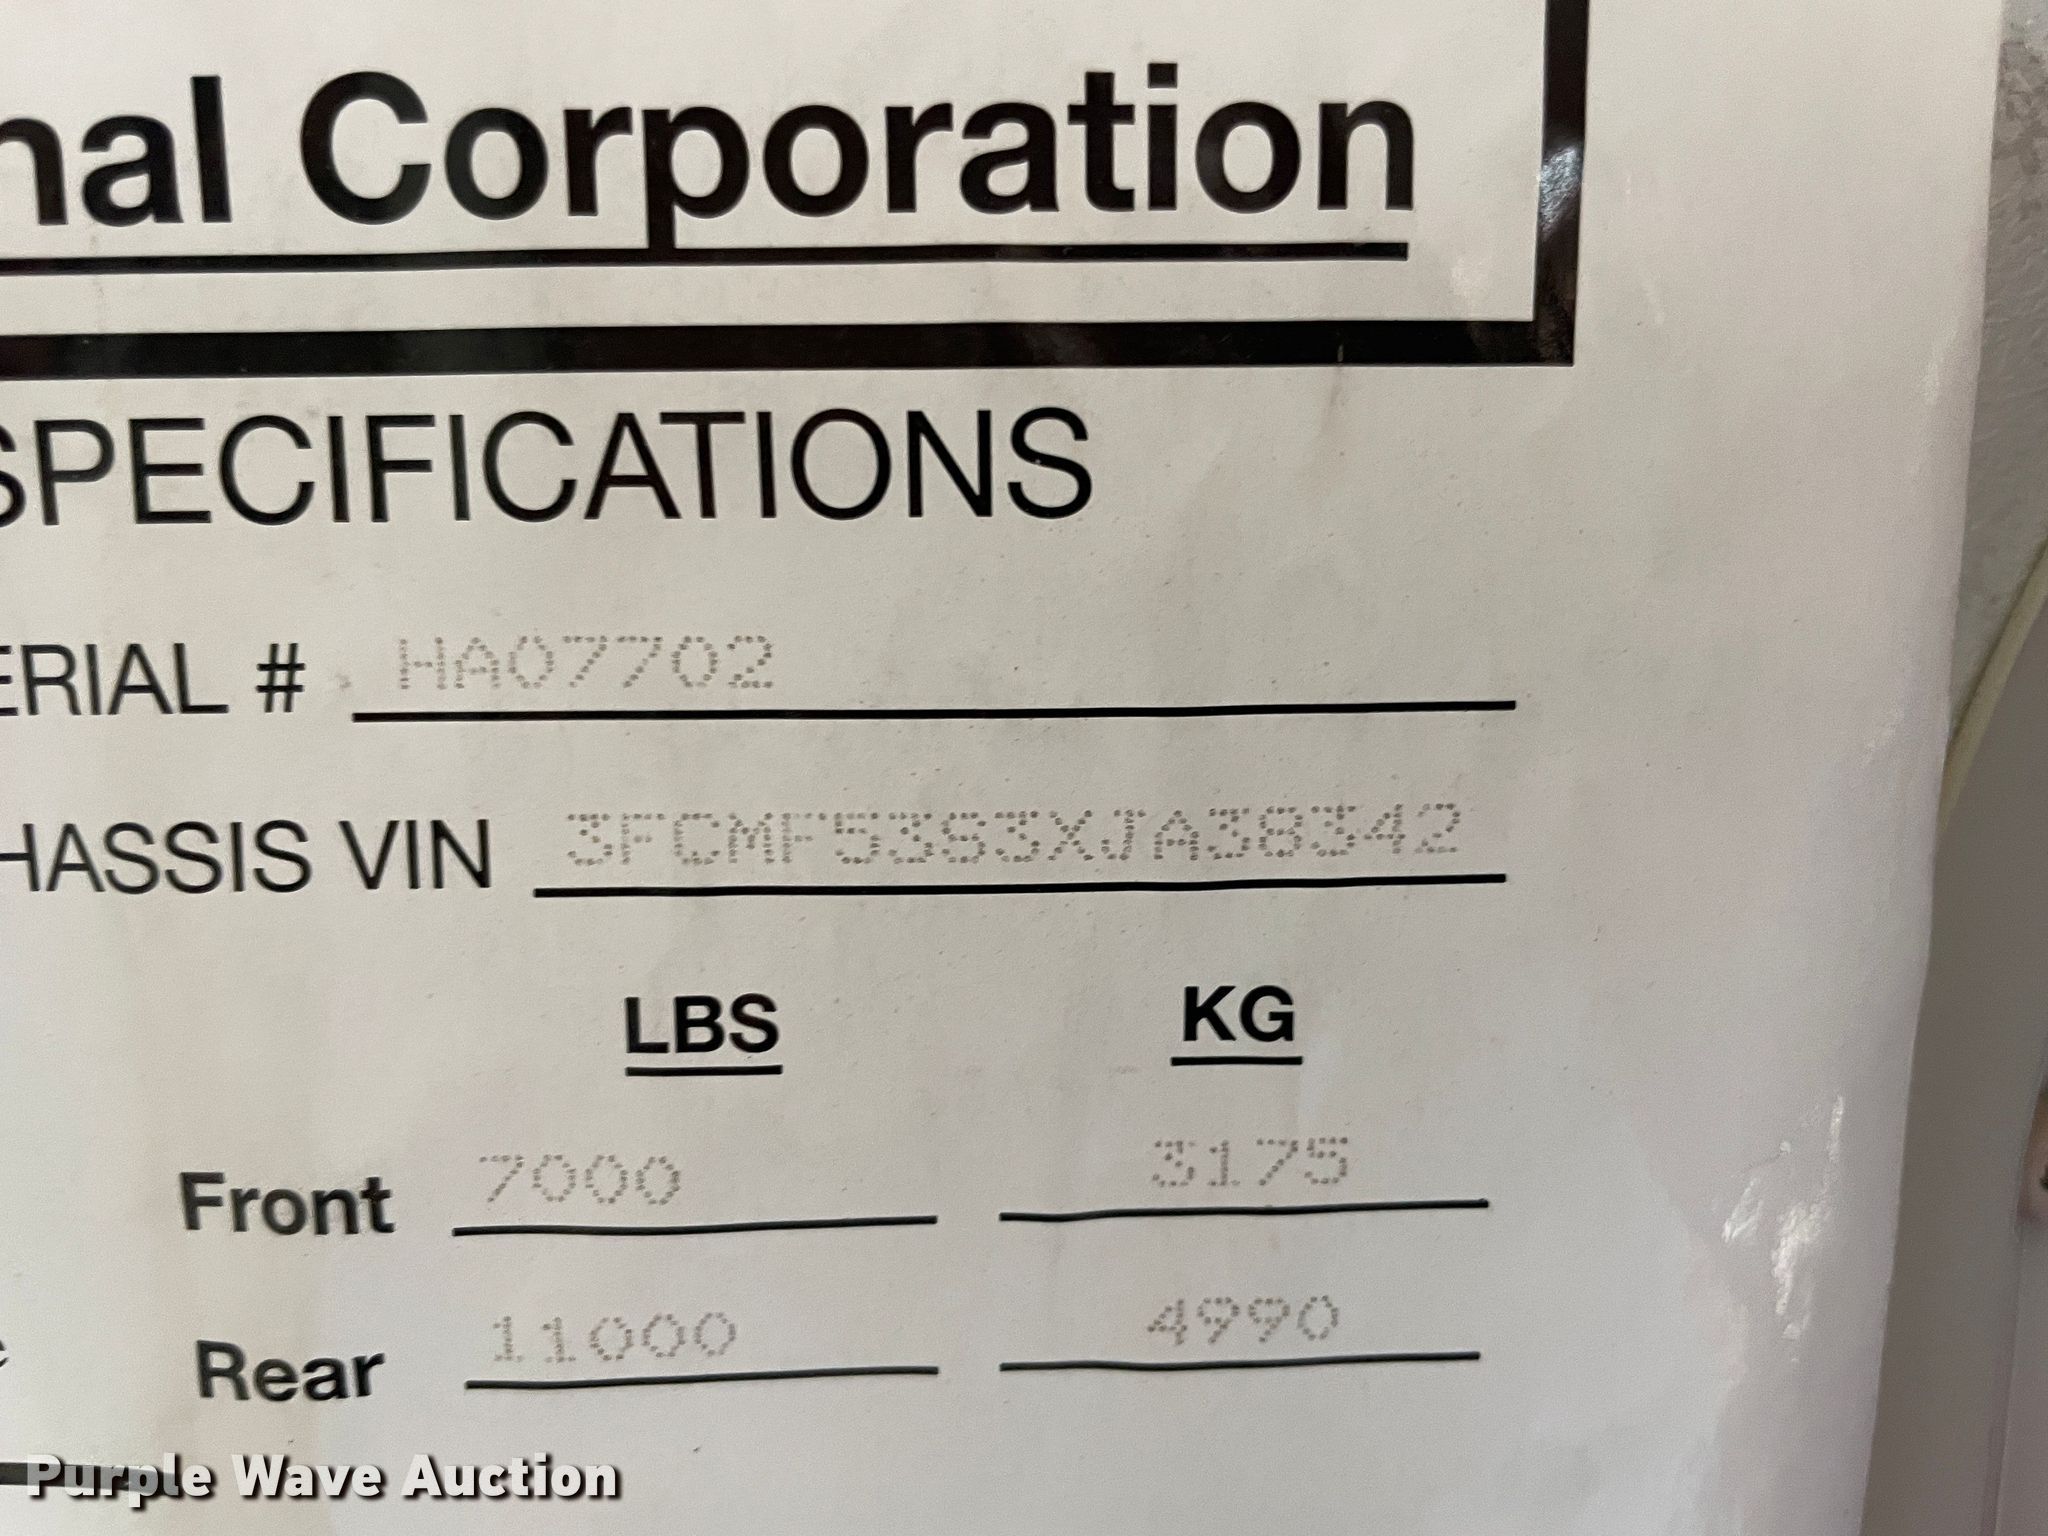 nal Corporation
SPECIFICATIONS
ERIAL # HA07702
HASSIS VIN 3FCMF53S3XJA38342
LBS KG
Front 7000 3175
Rear 11000 4990
Purple Wave Auction